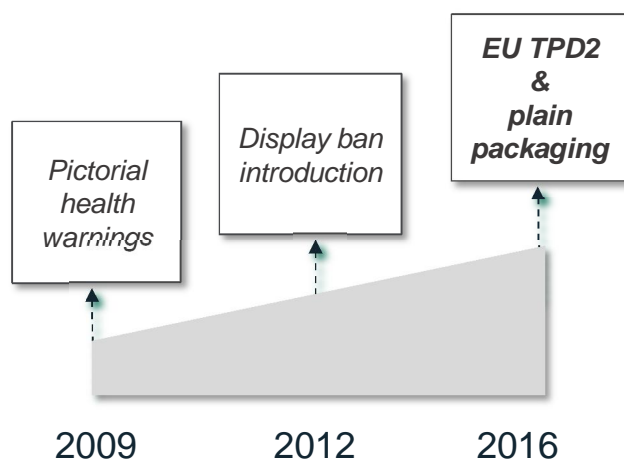 Pictorial
health
warnings
Display ban
introduction
EU TPD2
&
plain
packaging
2009
2012
2016